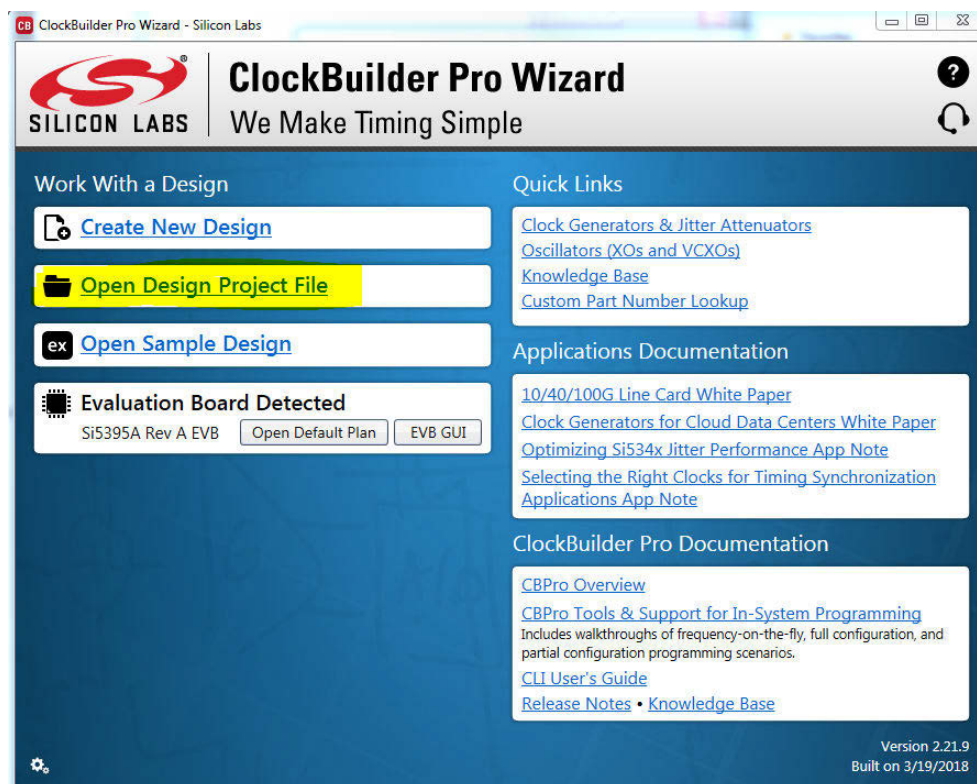 CB ClockBuilder Pro Wizard - Silicon Labs
SILICON LABS
®
ClockBuilder Pro Wizard
We Make Timing Simple
?
Work With a Design
Create New Design
Open Design Project File
ex Open Sample Design
Evaluation Board Detected
Si5395A Rev A EVB Open Default Plan EVB GUI
Quick Links
Clock Generators & Jitter Attenuators
Oscillators (XOs and VCXOs)
Knowledge Base
Custom Part Number Lookup
Applications Documentation
10/40/100G Line Card White Paper
Clock Generators for Cloud Data Centers White Paper
Optimizing Si534x Jitter Performance App Note
Selecting the Right Clocks for Timing Synchronization
Applications App Note
ClockBuilder Pro Documentation
CBPro Overview
CBPro Tools & Support for In-System Programming
Includes walkthroughs of frequency-on-the-fly, full configuration, and
partial configuration programming scenarios.
CLI User's Guide
Release Notes • Knowledge Base
Version 2.21.9
Built on 3/19/2018